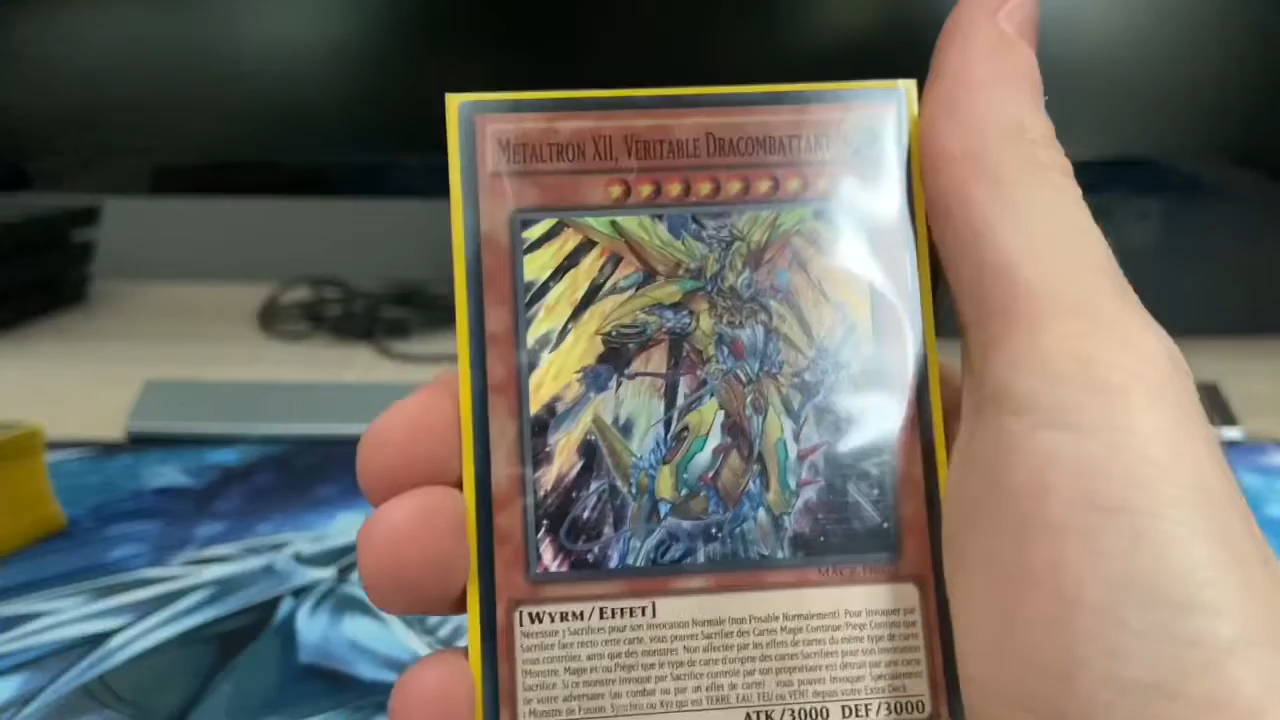 METALTRON XII, VERITABLE DRACOMBATTANT
[WYRM/EFFET]
Nécessite 3 Sacrifices pour son Invocation Normale (non Posable Normalement). Pour Invoquer par
Sacrifice face recto cette carte, vous pouvez Sacrifier des Cartes Magie Continue/Piège Continu que
vous contrôlez, ainsi que des monstres. Non affectée par les effets de cartes du même type de carte
(Monstre, Magie et/ou Piège) que le type de carte d'origine des cartes Sacrifiées pour son Invocation
Sacrifice. Si ce monstre Invoqué par Sacrifice contrôlé par son propriétaire est détruit par une carte
de votre adversaire (au combat ou par un effet de carte) : vous pouvez Invoquer Spécialement
1 Monstre de Fusion, Synchro ou Xyz qui est TERRE, EAU, FEU ou VENT depuis votre Extra Deck.
ATK/3000 DEF/3000